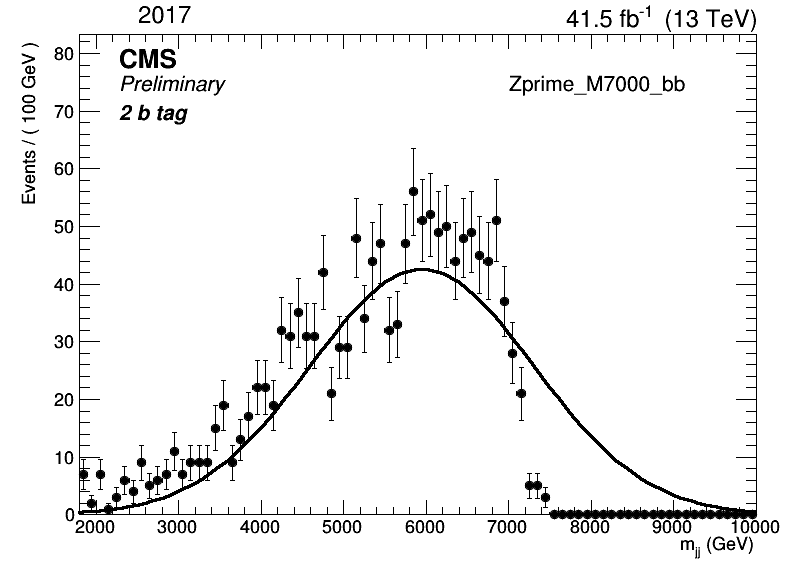 2017
41.5 fb-1 (13 TeV)
CMS
Preliminary
2 b tag
Zprime_M7000_bb
Events / ( 100 GeV )
80
70
60
50
40
30
20
10
0
2000 3000 4000 5000 6000 7000 8000 9000 10000
mjj (GeV)